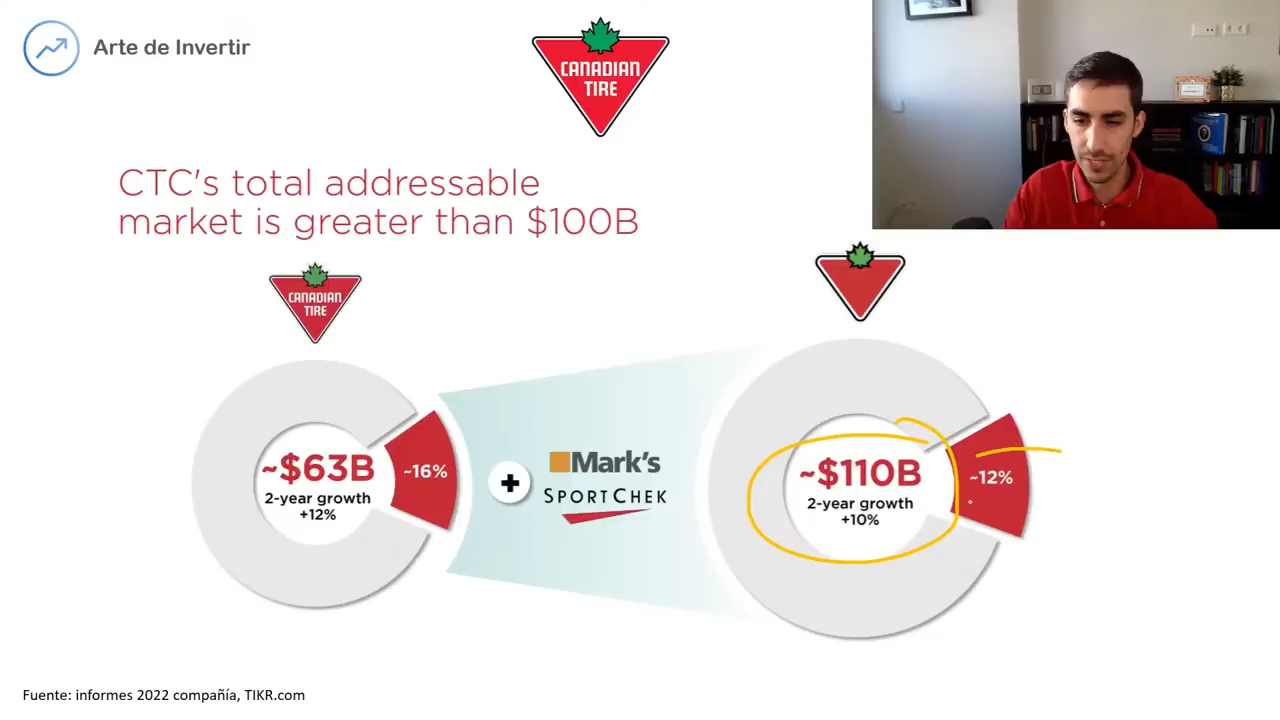 Arte de Invertir
CANADIAN
TIRE
CTC's total addressable
market is greater than $100B
CANADIAN
TIRE
~$63B
2-year growth
+12%
~16%
+
Mark's
SPORTCHEK
~$110B
2-year growth
+10%
~12%
Fuente: informes 2022 compañía, TIKR.com